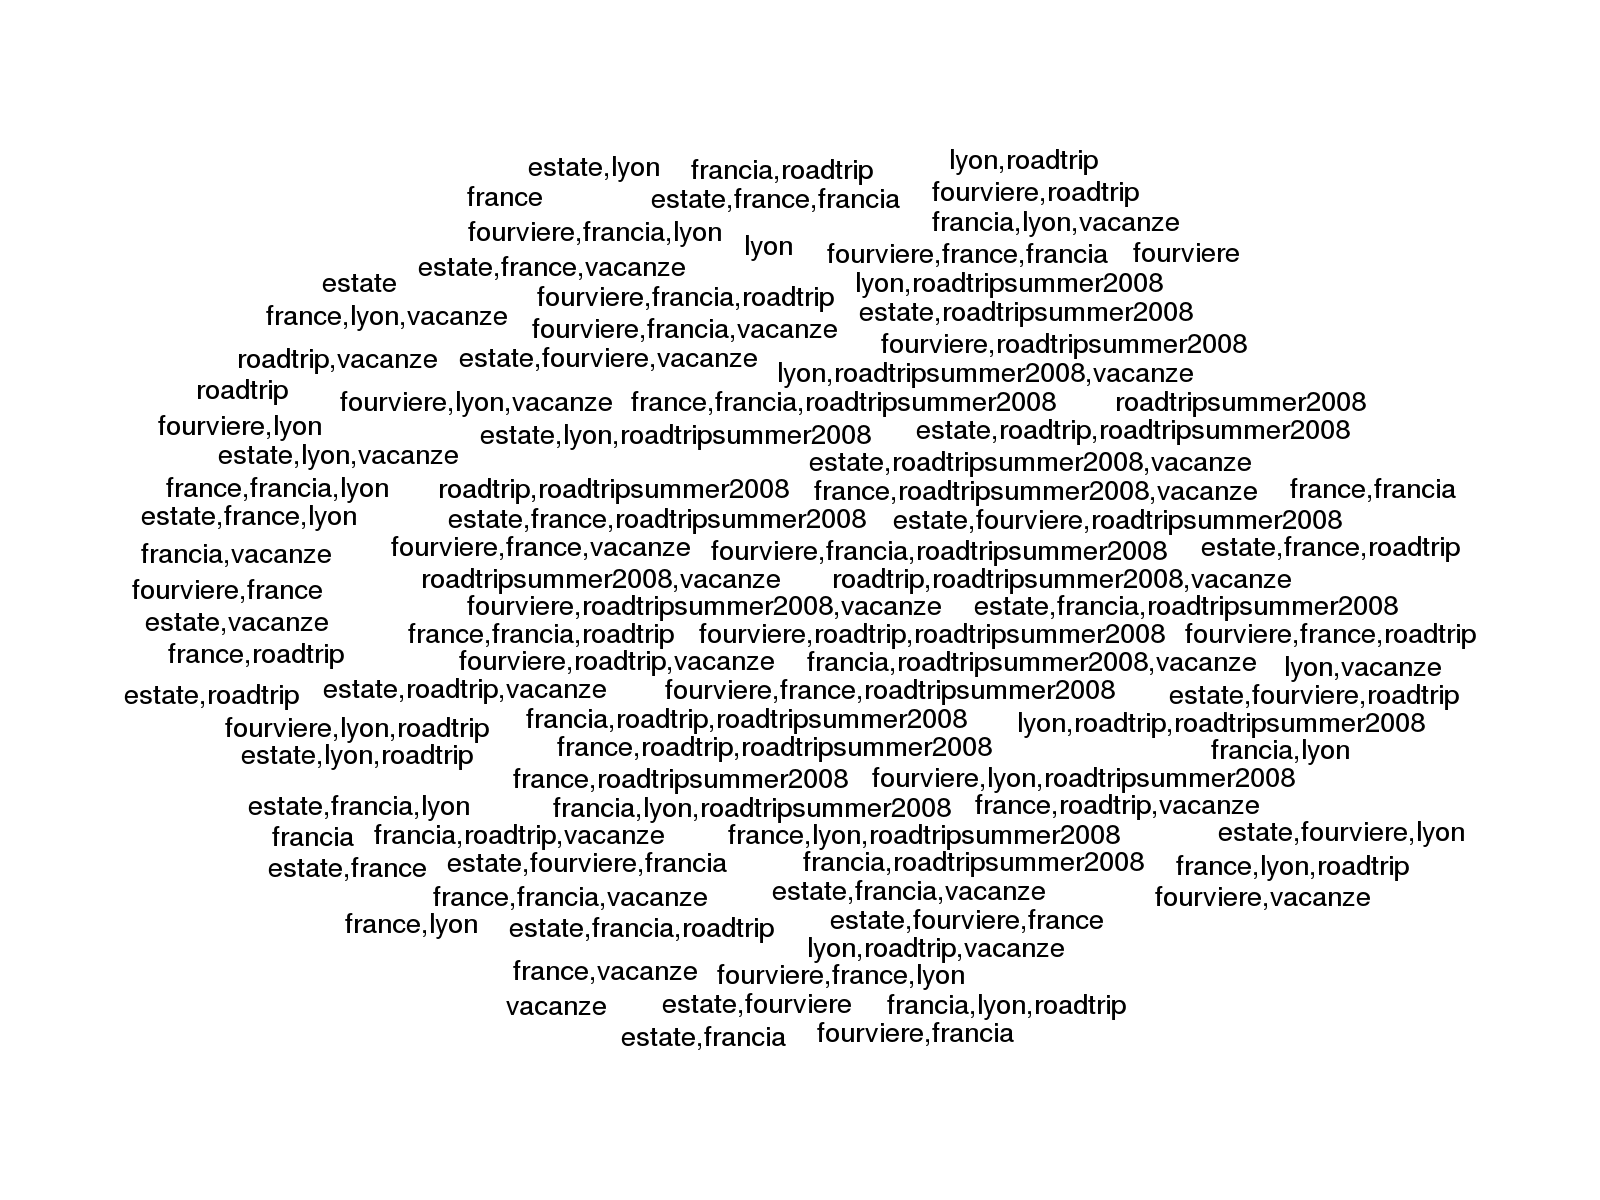 lyon,roadtrip
estate,lyon francia,roadtrip
fourviere,roadtrip
france estate,france,francia
francia,lyon,vacanze
fourviere,francia,lyon
lyon fourviere,france,francia fourviere
estate,france,vacanze
estate lyon,roadtripsummer2008
fourviere,francia,roadtrip
france,lyon,vacanze estate,roadtripsummer2008
fourviere,francia,vacanze
fourviere,roadtripsummer2008
roadtrip,vacanze estate,fourviere,vacanze
lyon,roadtripsummer2008,vacanze
roadtrip
fourviere,lyon,vacanze france,francia,roadtripsummer2008 roadtripsummer2008
fourviere,lyon
estate,lyon,roadtripsummer2008 estate,roadtrip,roadtripsummer2008
estate,lyon,vacanze
estate,roadtripsummer2008,vacanze
france,francia,lyon roadtrip,roadtripsummer2008 france,roadtripsummer2008,vacanze france,francia
estate,france,lyon estate,france,roadtripsummer2008 estate,fourviere,roadtripsummer2008
francia,vacanze fourviere,france,vacanze fourviere,francia,roadtripsummer2008 estate,france,roadtrip
roadtripsummer2008,vacanze roadtrip,roadtripsummer2008,vacanze
fourviere,france
fourviere,roadtripsummer2008,vacanze estate,francia,roadtripsummer2008
estate,vacanze
france,francia,roadtrip fourviere,roadtrip,roadtripsummer2008 fourviere,france,roadtrip
france,roadtrip fourviere,roadtrip,vacanze francia,roadtripsummer2008,vacanze lyon,vacanze
estate,roadtrip estate,roadtrip,vacanze fourviere,france,roadtripsummer2008 estate,fourviere,roadtrip
fourviere,lyon,roadtrip francia,roadtrip,roadtripsummer2008 lyon,roadtrip,roadtripsummer2008
estate,lyon,roadtrip france,roadtrip,roadtripsummer2008 francia,lyon
france,roadtripsummer2008 fourviere,lyon,roadtripsummer2008
estate,francia,lyon francia,lyon,roadtripsummer2008 france,roadtrip,vacanze
francia francia,roadtrip,vacanze france,lyon,roadtripsummer2008 estate,fourviere,lyon
estate,france estate,fourviere,francia francia,roadtripsummer2008 france,lyon,roadtrip
france,francia,vacanze estate,francia,vacanze fourviere,vacanze
france,lyon estate,francia,roadtrip estate,fourviere,france
lyon,roadtrip,vacanze
france,vacanze fourviere,france,lyon
vacanze estate,fourviere francia,lyon,roadtrip
estate,francia fourviere,francia